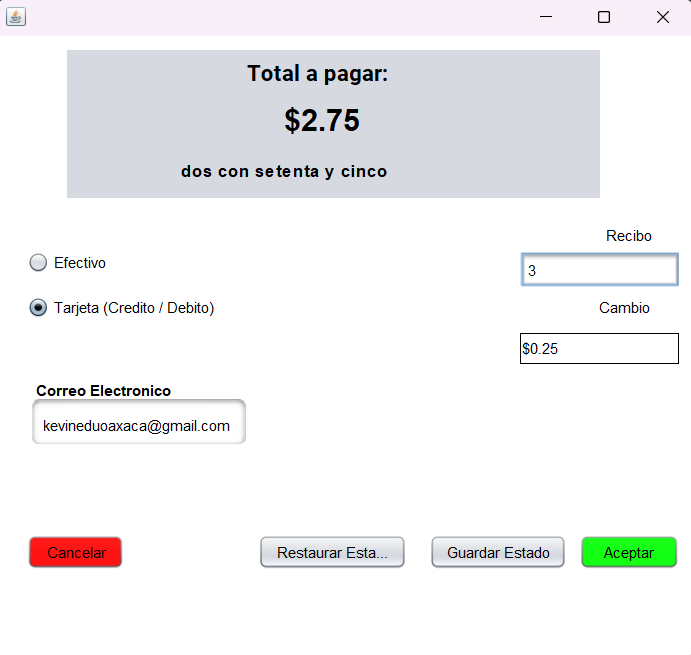 Total a pagar:
$2.75
dos con setenta y cinco
Recibo
Efectivo
3
Tarjeta (Credito / Debito)
Cambio
$0.25
Correo Electronico
kevineduoaxaca@gmail.com
Cancelar
Restaurar Esta...
Guardar Estado
Aceptar